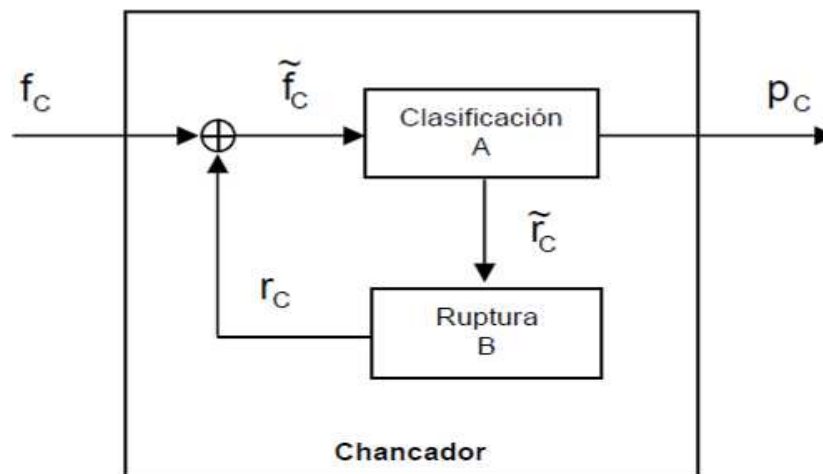 f_C
f̃_C
Clasificación
A
p_C
r̃_C
r_C
Ruptura
B
Chancador